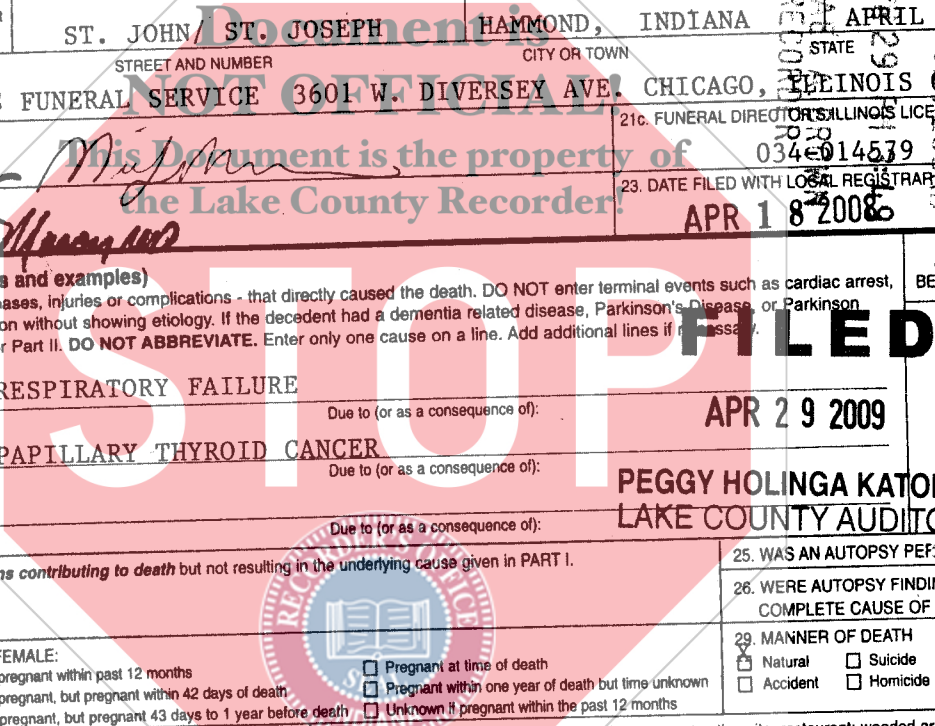 ST. JOHN/ ST. JOSEPH HAMMOND, INDIANA APRIL
STREET AND NUMBER CITY OR TOWN STATE
FUNERAL SERVICE 3601 W. DIVERSEY AVE. CHICAGO, ILLINOIS
21c. FUNERAL DIRECTOR'S ILLINOIS LICE
034-014579
23. DATE FILED WITH LOCAL REGISTRAR
APR 18 2008
Document is
NOT OFFICIAL!
This Document is the property of
the Lake County Recorder!
STOP
s and examples)
ases, injuries or complications - that directly caused the death. DO NOT enter terminal events such as cardiac arrest, BE
on without showing etiology. If the decedent had a dementia related disease, Parkinson's Disease, or Parkinson
r Part II. DO NOT ABBREVIATE. Enter only one cause on a line. Add additional lines if necessary.
FILED
RESPIRATORY FAILURE
Due to (or as a consequence of):
APR 29 2009
PAPILLARY THYROID CANCER
Due to (or as a consequence of):
PEGGY HOLINGA KATO
LAKE COUNTY AUDITO
Due to (or as a consequence of):
ns contributing to death but not resulting in the underlying cause given in PART I.
25. WAS AN AUTOPSY PERF
26. WERE AUTOPSY FINDIN
COMPLETE CAUSE OF
RECORDER'S OFFICE
SEAL
29. MANNER OF DEATH
X
Natural Suicide
Accident Homicide
FEMALE:
pregnant within past 12 months
pregnant, but pregnant within 42 days of death
pregnant, but pregnant 43 days to 1 year before death
Pregnant at time of death
Pregnant within one year of death but time unknown
Unknown if pregnant within the past 12 months